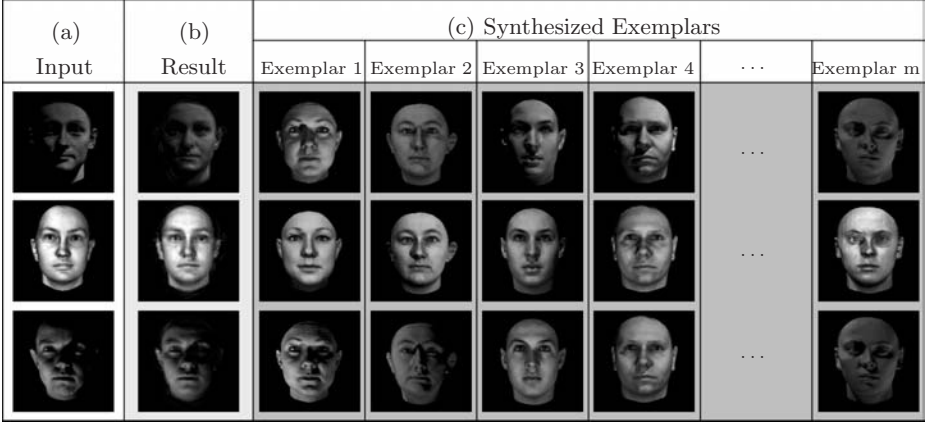 (a) (b) (c) Synthesized Exemplars
Input Result Exemplar 1 Exemplar 2 Exemplar 3 Exemplar 4 ... Exemplar m
...
...
...